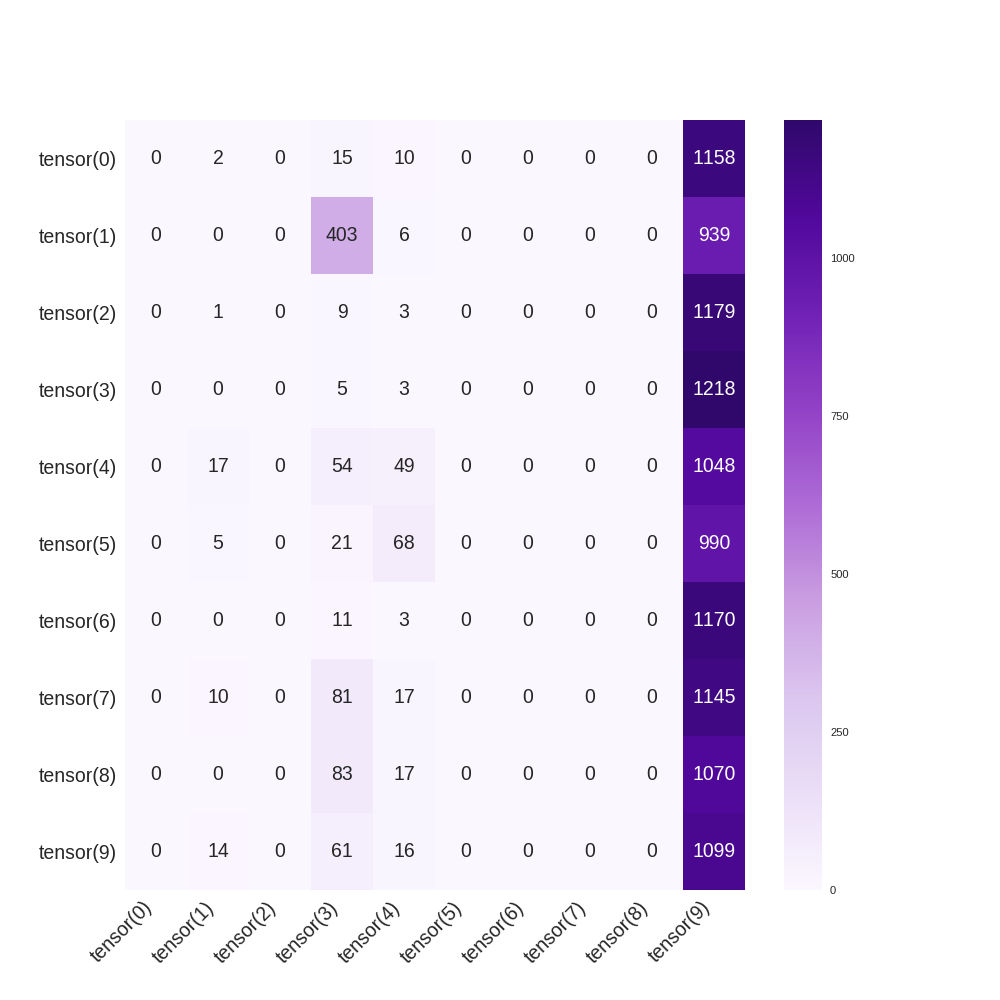 tensor(0) 0 2 0 15 10 0 0 0 0 1158
tensor(1) 0 0 0 403 6 0 0 0 0 939
tensor(2) 0 1 0 9 3 0 0 0 0 1179
tensor(3) 0 0 0 5 3 0 0 0 0 1218
tensor(4) 0 17 0 54 49 0 0 0 0 1048
tensor(5) 0 5 0 21 68 0 0 0 0 990
tensor(6) 0 0 0 11 3 0 0 0 0 1170
tensor(7) 0 10 0 81 17 0 0 0 0 1145
tensor(8) 0 0 0 83 17 0 0 0 0 1070
tensor(9) 0 14 0 61 16 0 0 0 0 1099
tensor(0) tensor(1) tensor(2) tensor(3) tensor(4) tensor(5) tensor(6) tensor(7) tensor(8) tensor(9)
1000
750
500
250
0